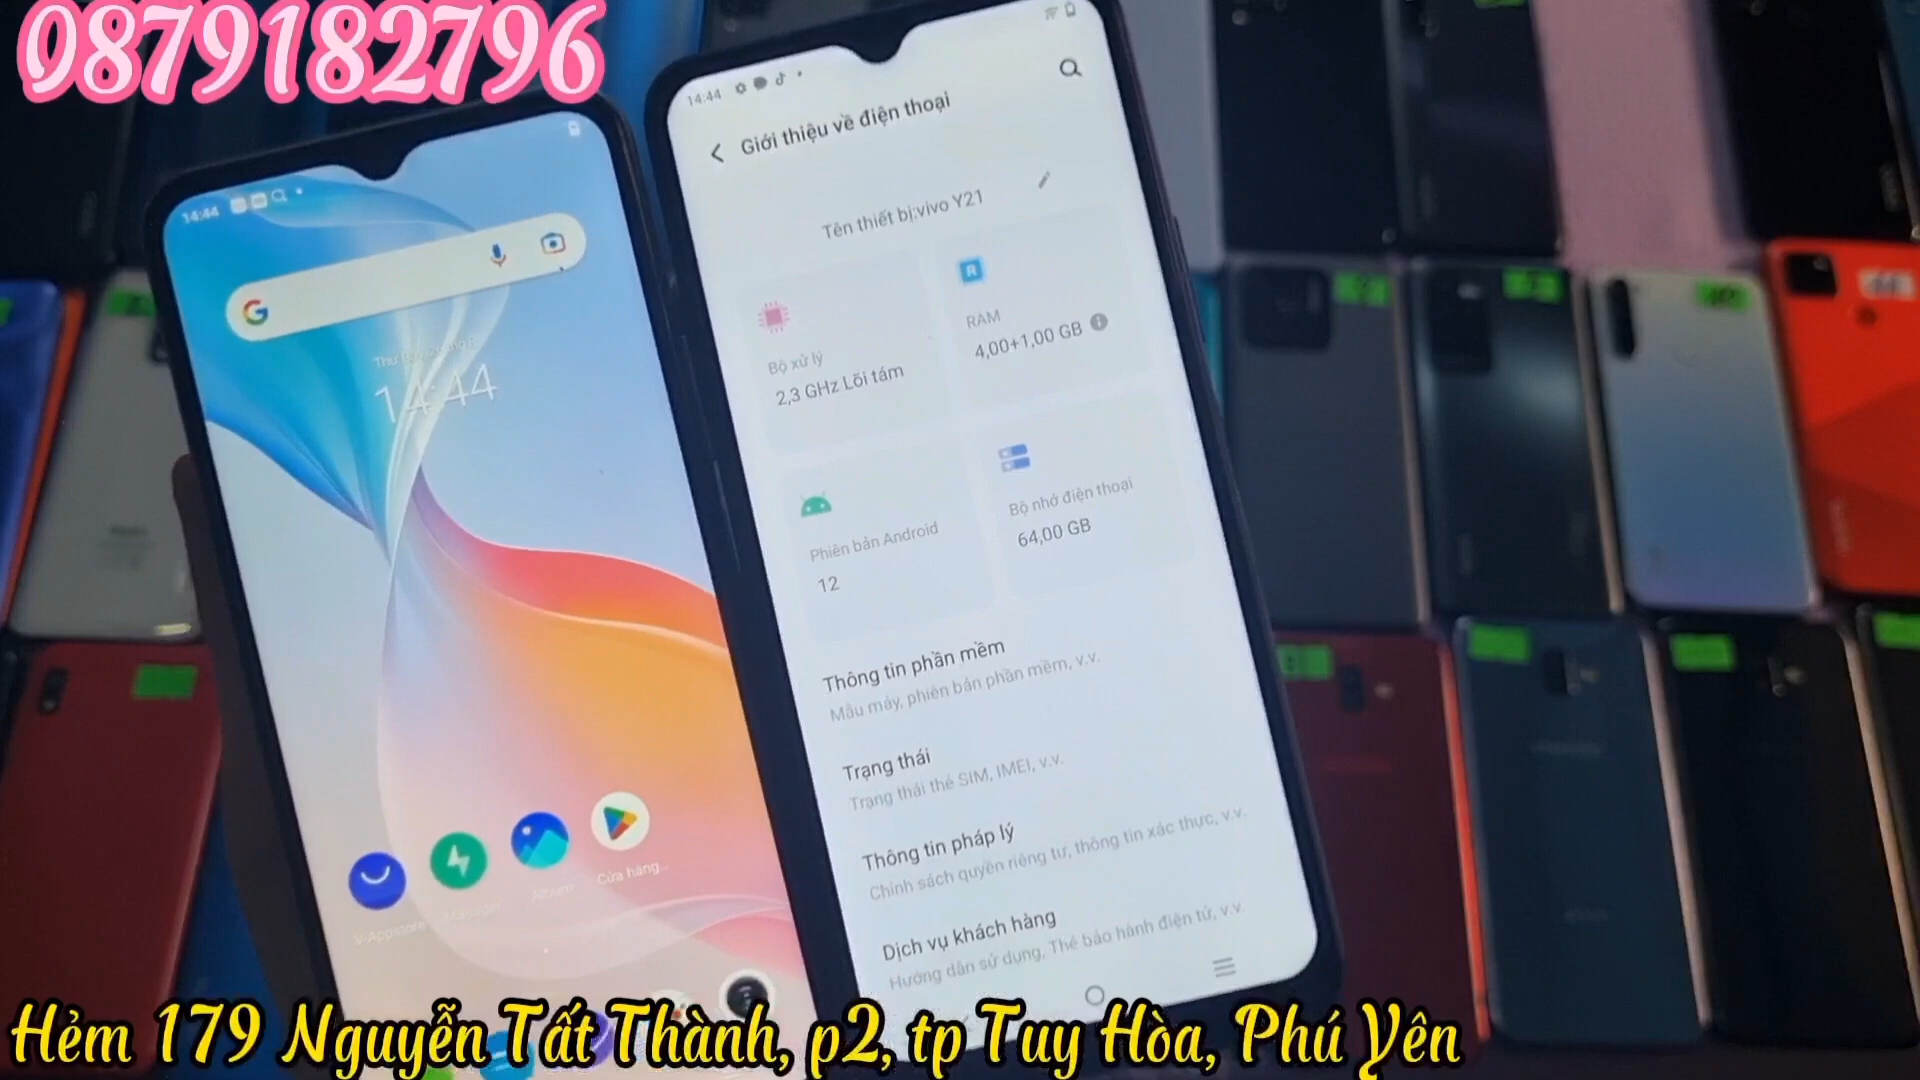 0879182796
14:44
14:44
Thông tin phần mềm
14:44
V-Appstore
Cửa hàng...
Giới thiệu về điện thoại
Tên thiết bị:vivo Y21
Bộ xử lý
2,3 GHz Lõi tám
R
RAM
4,00+1,00 GB
Phiên bản Android
12
Bộ nhớ điện thoại
64,00 GB
Mẫu máy, phiên bản phần mềm, v.v.
Trạng thái
Trạng thái thẻ SIM, IMEI, v.v.
Thông tin pháp lý
Chính sách quyền riêng tư, thông tin xác thực, v.v.
Dịch vụ khách hàng
Hướng dẫn sử dụng, Thẻ bảo hành điện tử, v.v.
Hẻm 179 Nguyễn Tất Thành, p2, tp Tuy Hòa, Phú Yên